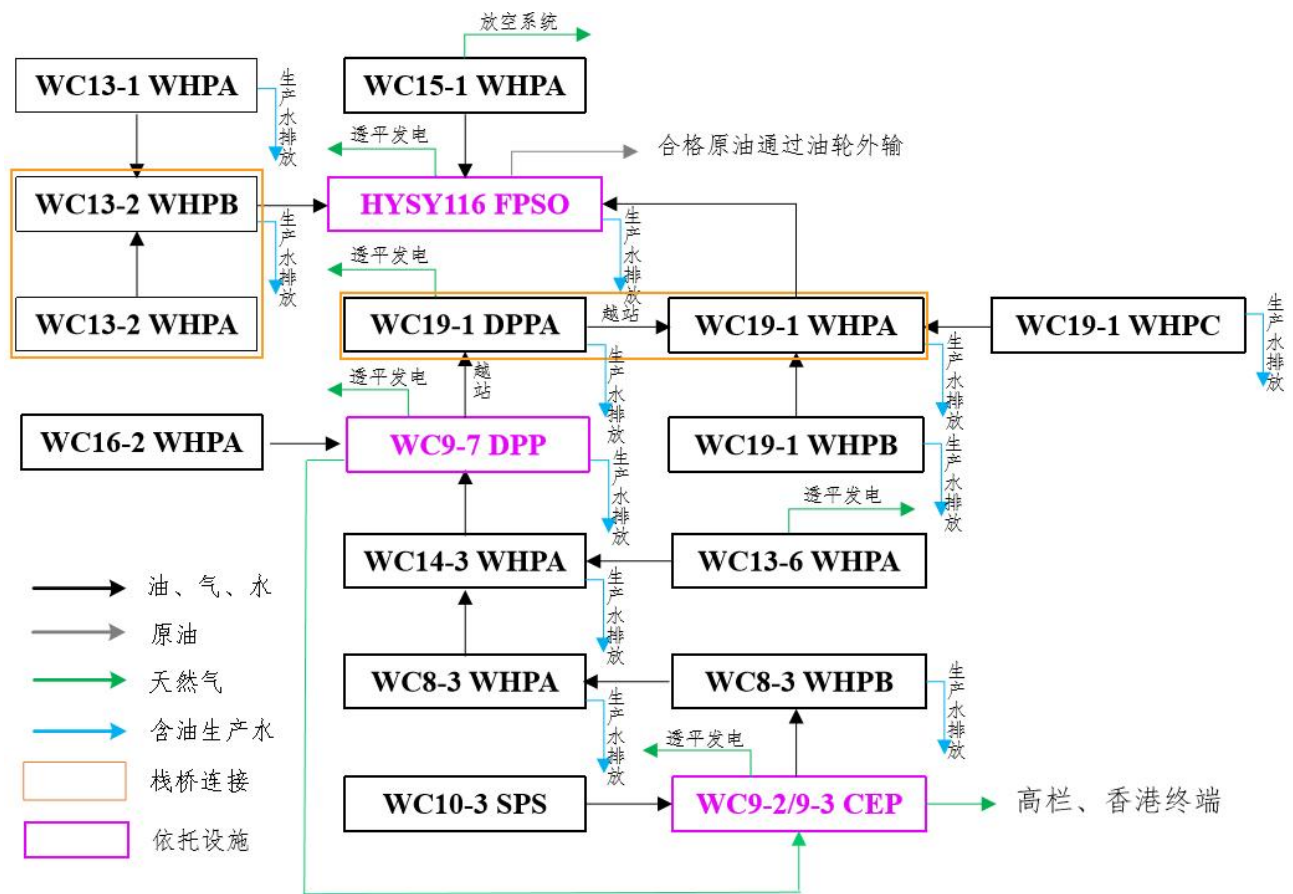 放空系统
WC13-1 WHPA
生产水排放
WC15-1 WHPA
透平发电
合格原油通过油轮外输
WC13-2 WHPB
生产水排放
HYSY116 FPSO
生产水排放
透平发电
WC13-2 WHPA
WC19-1 DPPA
越站
WC19-1 WHPA
WC19-1 WHPC
生产水排放
生产水排放
生产水排放
越站
透平发电
WC16-2 WHPA
WC9-7 DPP
生产水排放
WC19-1 WHPB
生产水排放
透平发电
WC14-3 WHPA
生产水排放
WC13-6 WHPA
油、气、水
原油
天然气
含油生产水
栈桥连接
依托设施
WC8-3 WHPA
生产水排放
WC8-3 WHPB
生产水排放
透平发电
WC10-3 SPS
WC9-2/9-3 CEP
高栏、香港终端